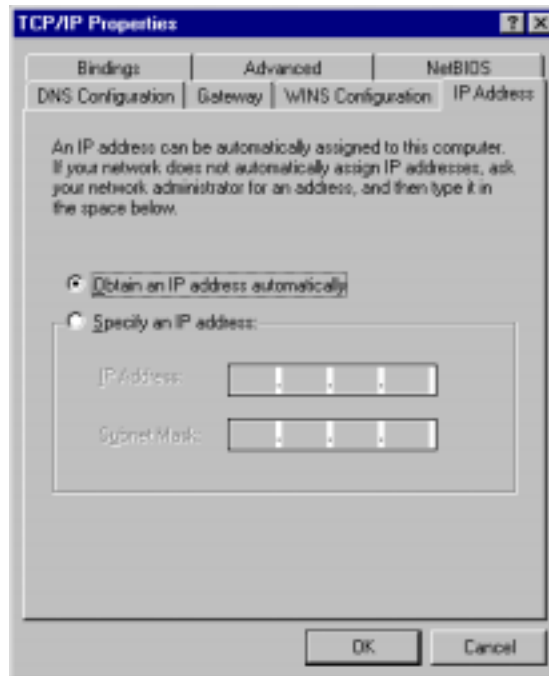 TCP/IP Properties
Bindings Advanced NetBIOS
DNS Configuration Gateway WINS Configuration IP Address
An IP address can be automatically assigned to this computer.
If your network does not automatically assign IP addresses, ask
your network administrator for an address, and then type it in
the space below.
Obtain an IP address automatically
Specify an IP address:
IP Address:
Subnet Mask:
OK Cancel